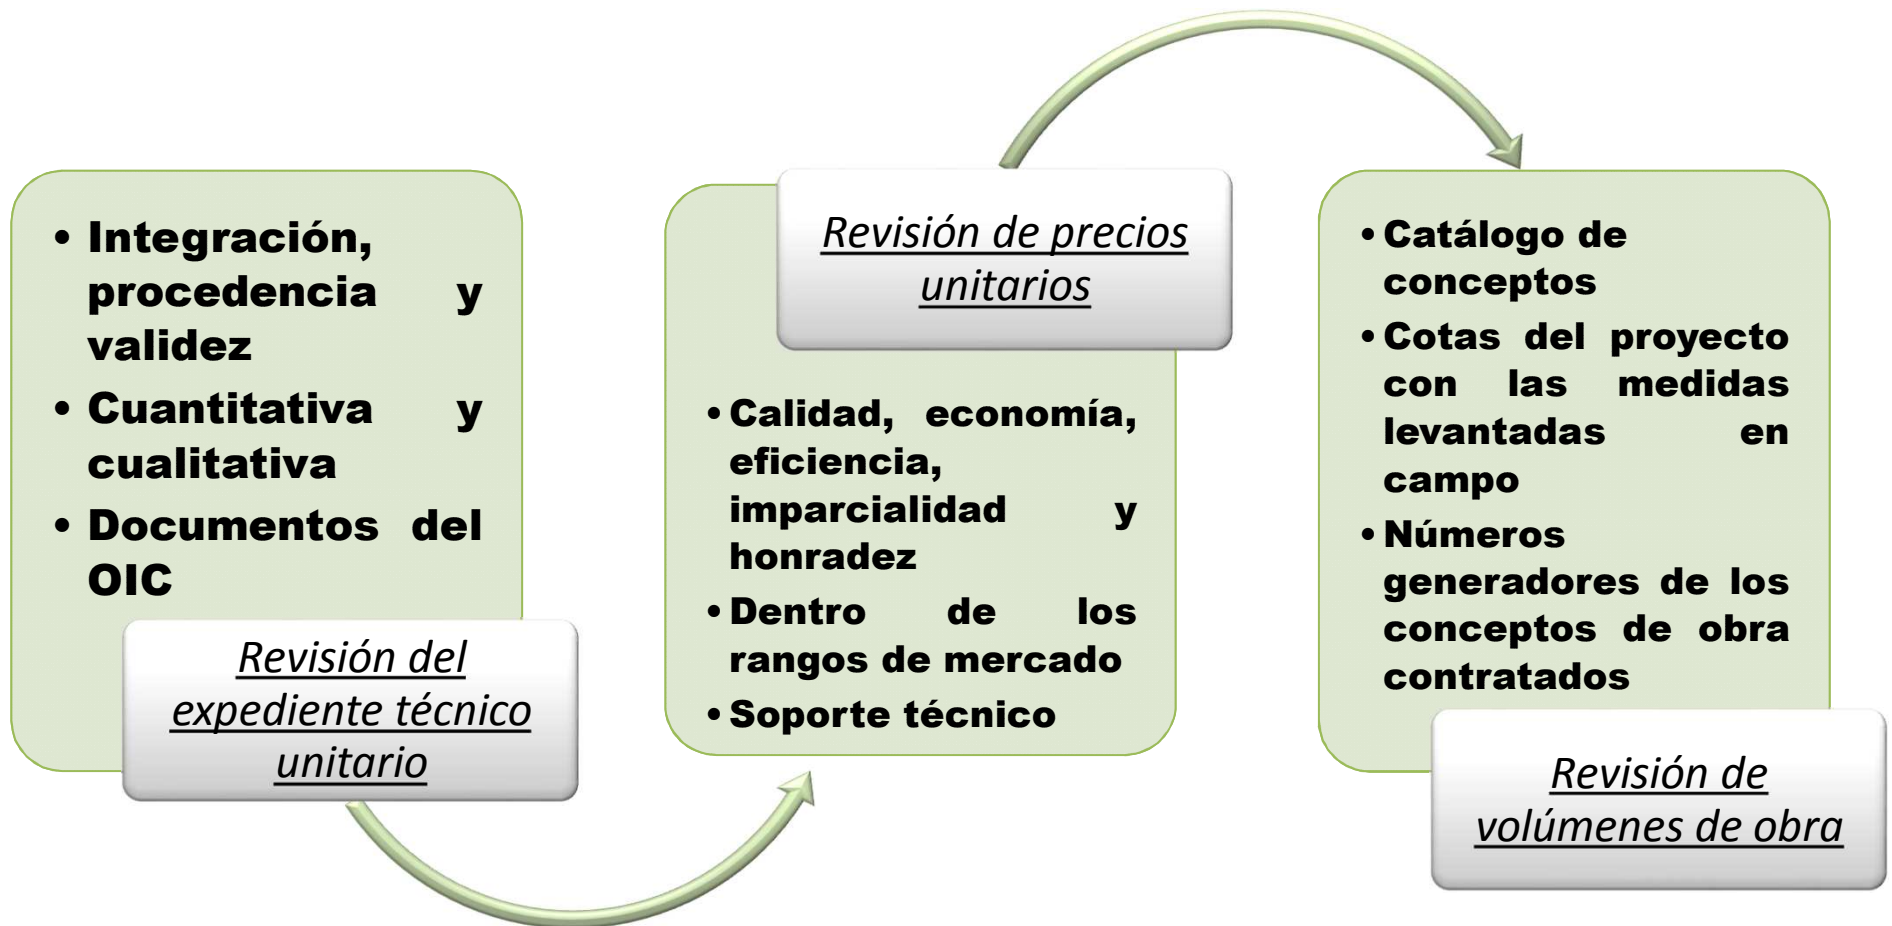 • Integración,
procedencia y
validez
• Cuantitativa y
cualitativa
• Documentos del
OIC
Revisión del
expediente técnico
unitario
Revisión de precios
unitarios
• Calidad, economía,
eficiencia,
imparcialidad y
honradez
• Dentro de los
rangos de mercado
• Soporte técnico
• Catálogo de
conceptos
• Cotas del proyecto
con las medidas
levantadas en
campo
• Números
generadores de los
conceptos de obra
contratados
Revisión de
volúmenes de obra